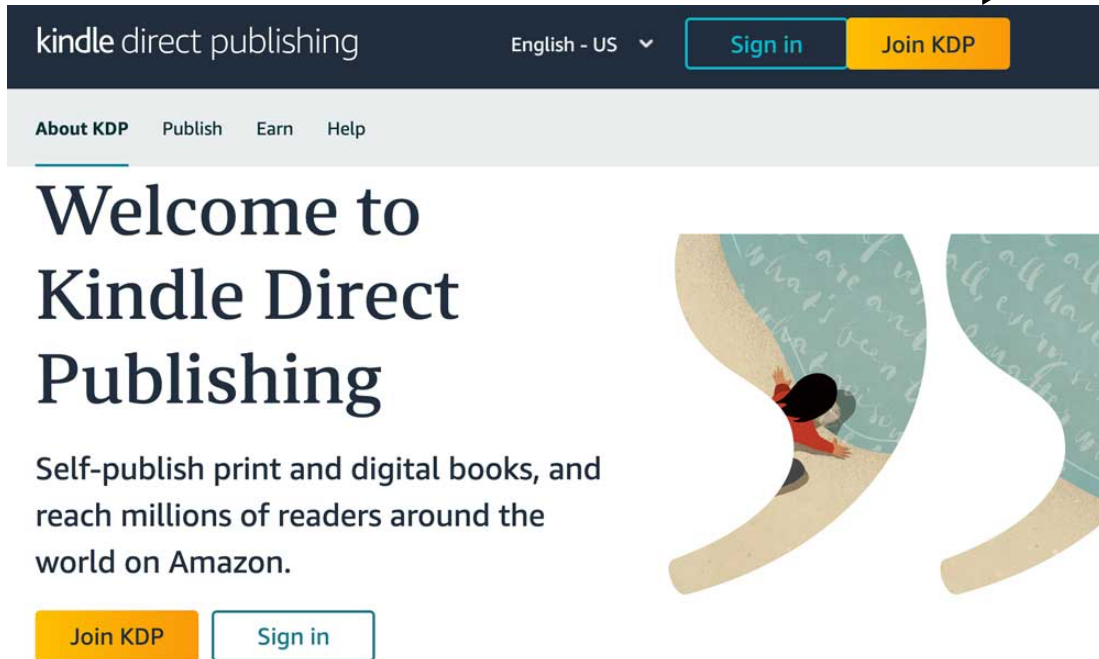 kindle direct publishing English - US Sign in Join KDP
About KDP Publish Earn Help
Welcome to
Kindle Direct
Publishing
Self-publish print and digital books, and
reach millions of readers around the
world on Amazon.
Join KDP Sign in